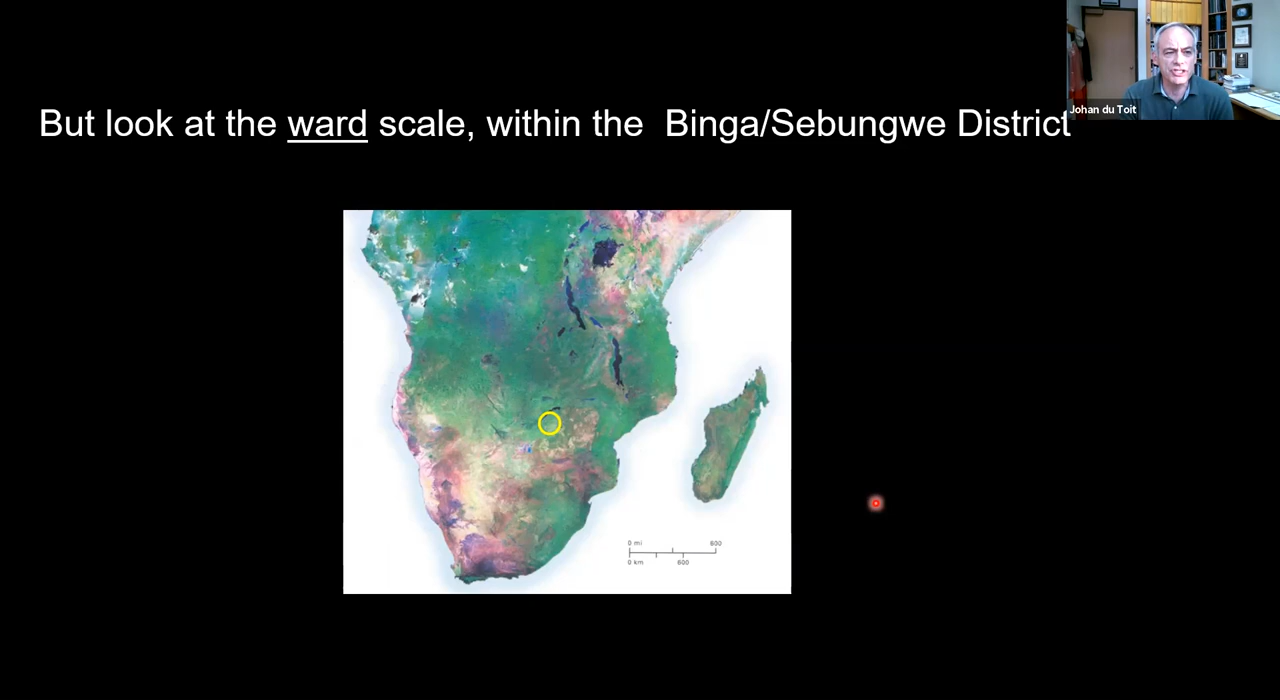 Johan du Toit
But look at the ward scale, within the  Binga/Sebungwe District
0 mi 600
0 km 600